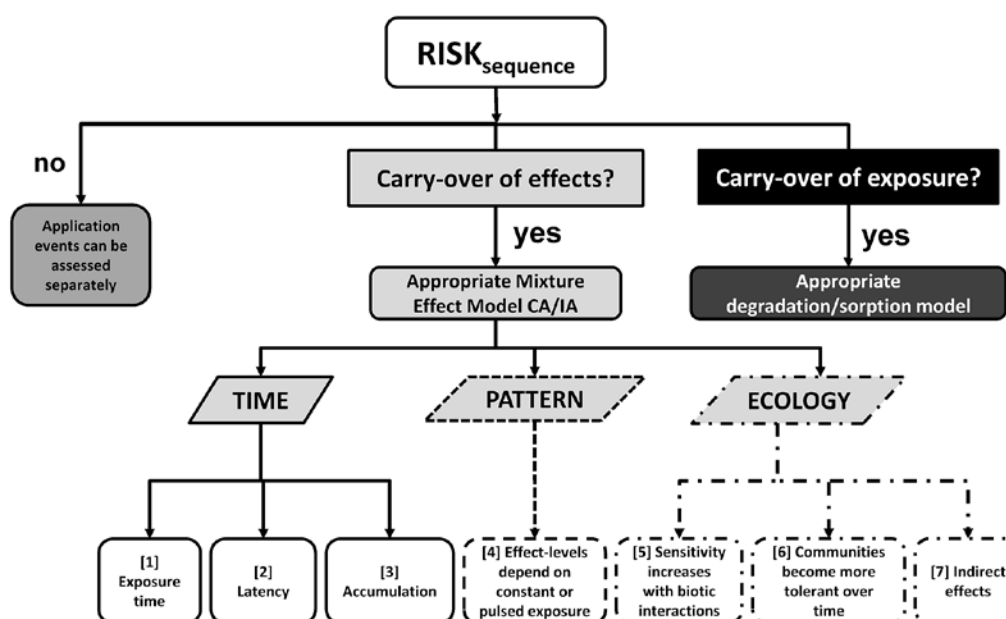 RISKsequence
no
Carry-over of effects?
Carry-over of exposure?
Application
events can be
assessed
separately
yes
yes
Appropriate Mixture
Effect Model CA/IA
Appropriate
degradation/sorption model
TIME
PATTERN
ECOLOGY
[1]
Exposure
time
[2]
Latency
[3]
Accumulation
[4] Effect-levels
depend on
constant or
pulsed exposure
[5] Sensitivity
increases
with biotic
interactions
[6] Communities
become more
tolerant over
time
[7] Indirect
effects